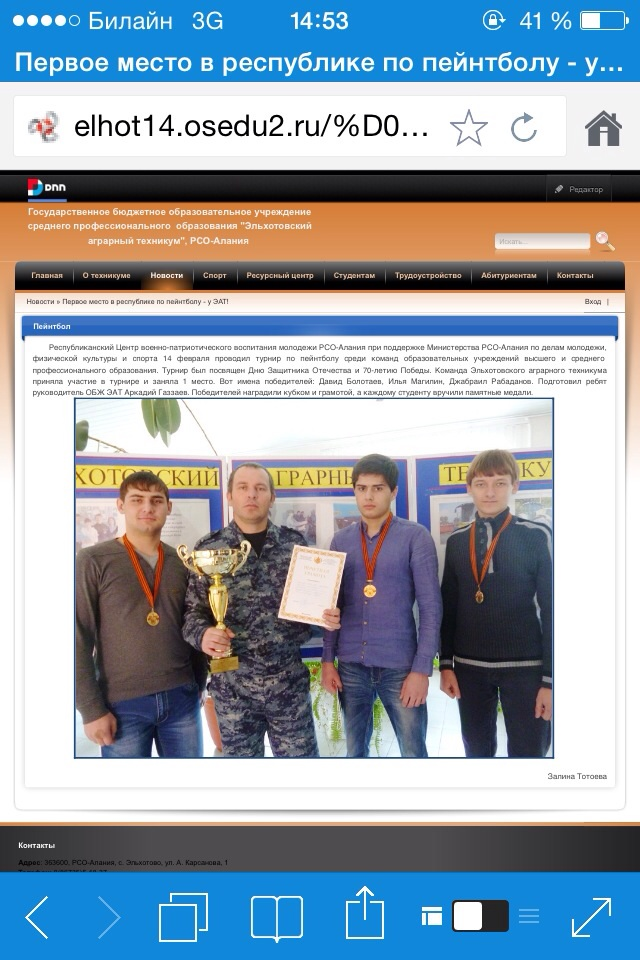 Билайн 3G 14:53 41 %
Первое место в республике по пейнтболу - у...
elhot14.osedu2.ru/%D0...
DNN
Редактор
Государственное бюджетное образовательное учреждение
среднего профессионального образования "Эльхотовский
аграрный техникум", РСО-Алания
Искать...
Главная О техникуме Новости Спорт Ресурсный центр Студентам Трудоустройство Абитуриентам Контакты
Новости » Первое место в республике по пейнтболу - у ЭАТ! Вход |
Пейнтбол
Республиканский Центр военно-патриотического воспитания молодежи РСО-Алания при поддержке Министерства РСО-Алания по делам молодежи,
физической культуры и спорта 14 февраля проводил турнир по пейнтболу среди команд образовательных учреждений высшего и среднего
профессионального образования. Турнир был посвящен Дню Защитника Отечества и 70-летию Победы. Команда Эльхотовского аграрного техникума
приняла участие в турнире и заняла 1 место. Вот имена победителей: Давид Болотаев, Илья Магилин, Джабраил Рабаданов. Подготовил ребят
руководитель ОБЖ ЭАТ Аркадий Газзаев. Победителей наградили кубком и грамотой, а каждому студенту вручили памятные медали.
ХОТОВСКИЙ ГРАРНЫ ТЕ КУ
Залина Тотоева
Контакты
Адрес: 363600, РСО-Алания, с. Эльхотово, ул. А. Карсанова, 1